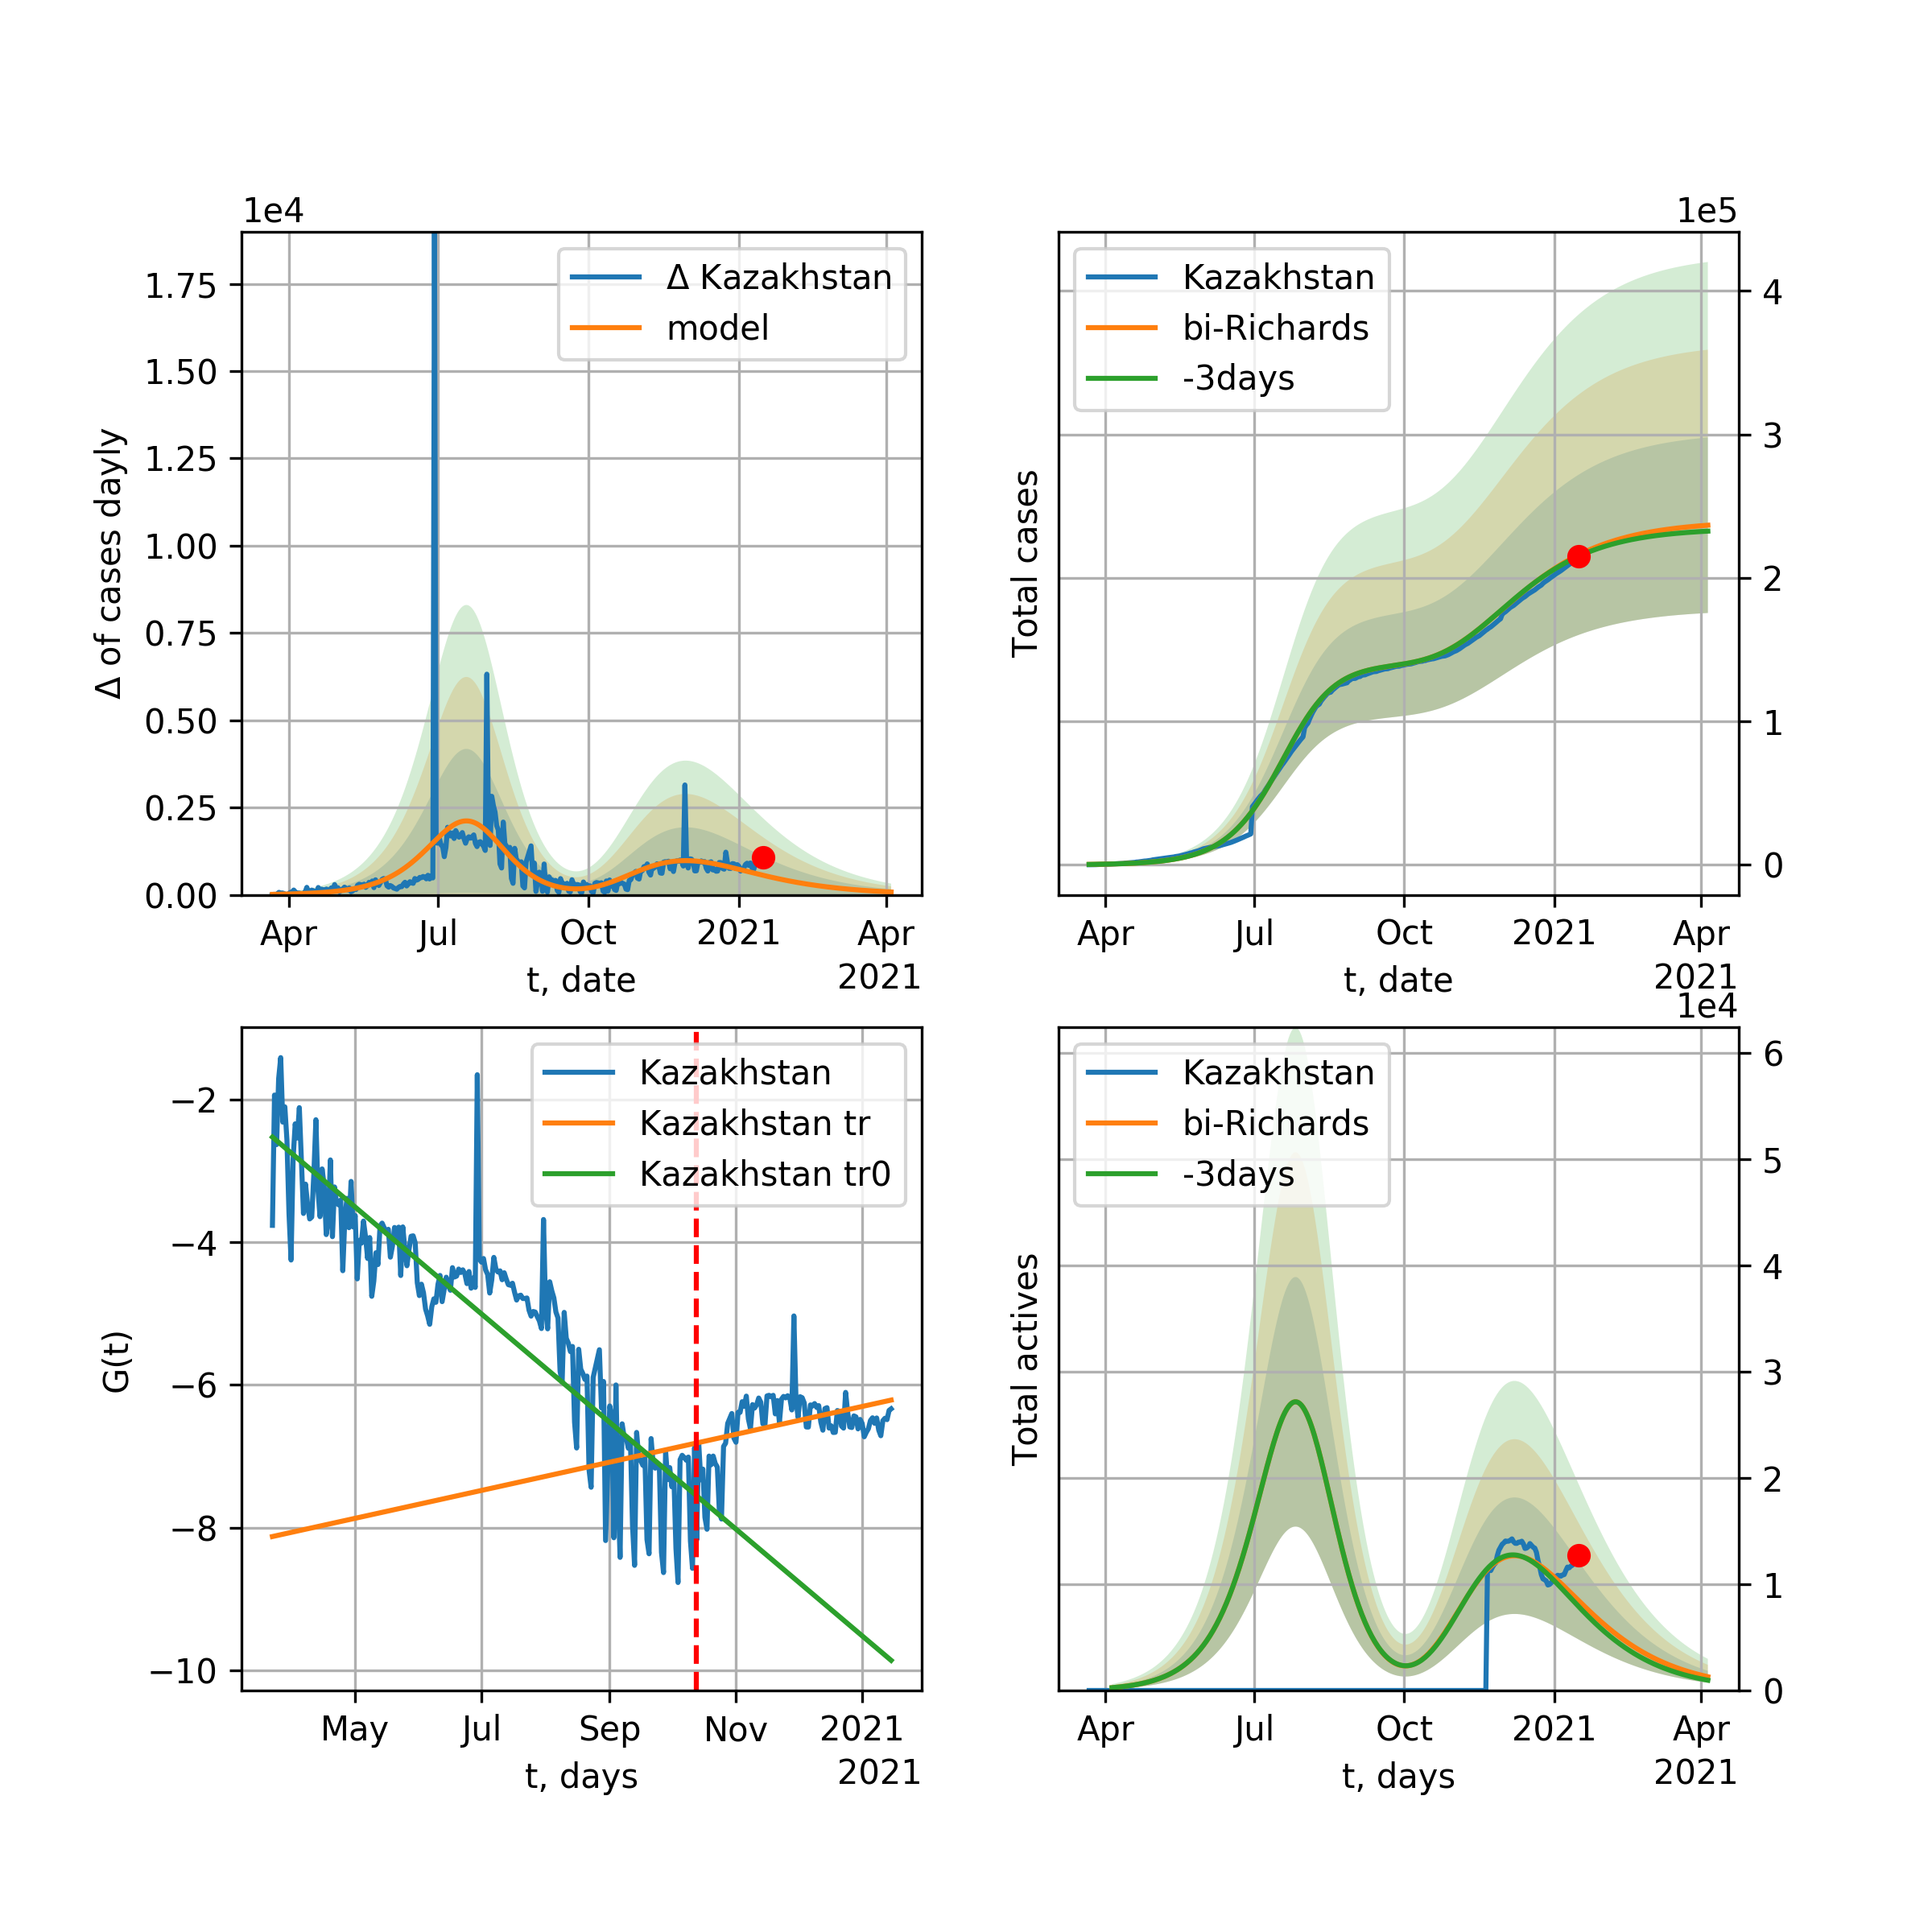 1e4
Δ of cases dayly
1.75
1.50
1.25
1.00
0.75
0.50
0.25
0.00
Δ Kazakhstan
model
Apr Jul Oct 2021 Apr
t, date 2021
1e5
Total cases
Kazakhstan
bi-Richards
-3days
4
3
2
1
0
Apr Jul Oct 2021 Apr
t, date 2021
G(t)
−2
−4
−6
−8
−10
Kazakhstan
Kazakhstan tr
Kazakhstan tr0
May Jul Sep Nov 2021
t, days 2021
1e4
Total actives
Kazakhstan
bi-Richards
-3days
6
5
4
3
2
1
0
Apr Jul Oct 2021 Apr
t, days 2021